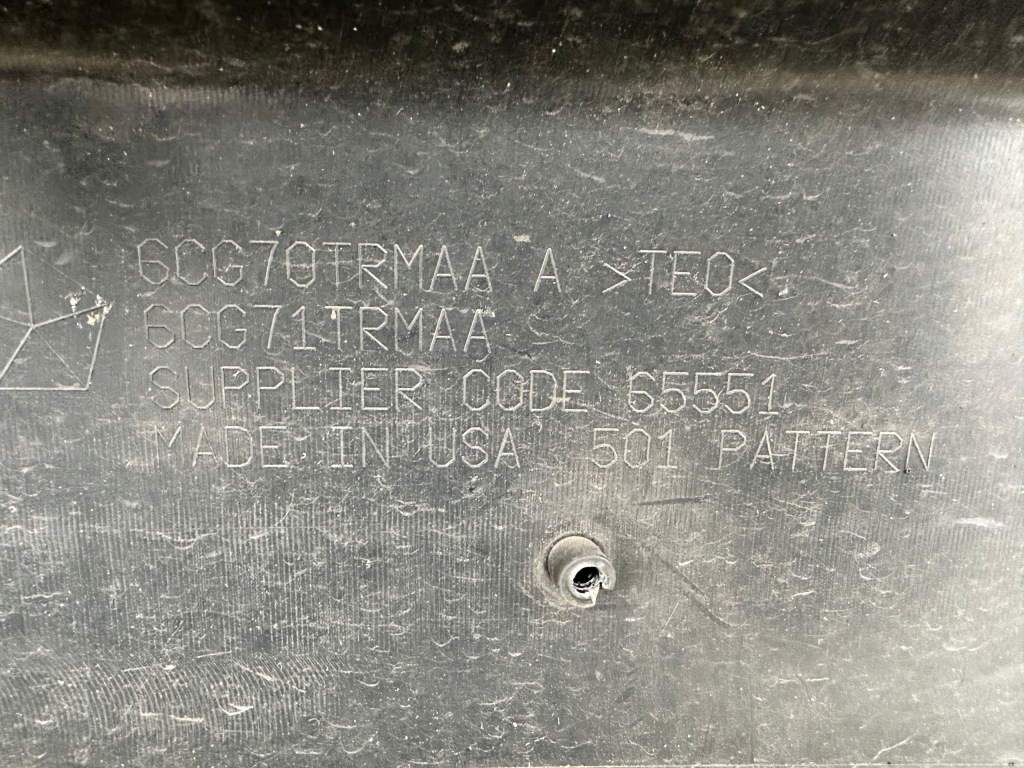 6CG70TRMAA A >TEO<
6CG71TRMAA
SUPPLIER CODE 65551
MADE IN USA 501 PATTERN